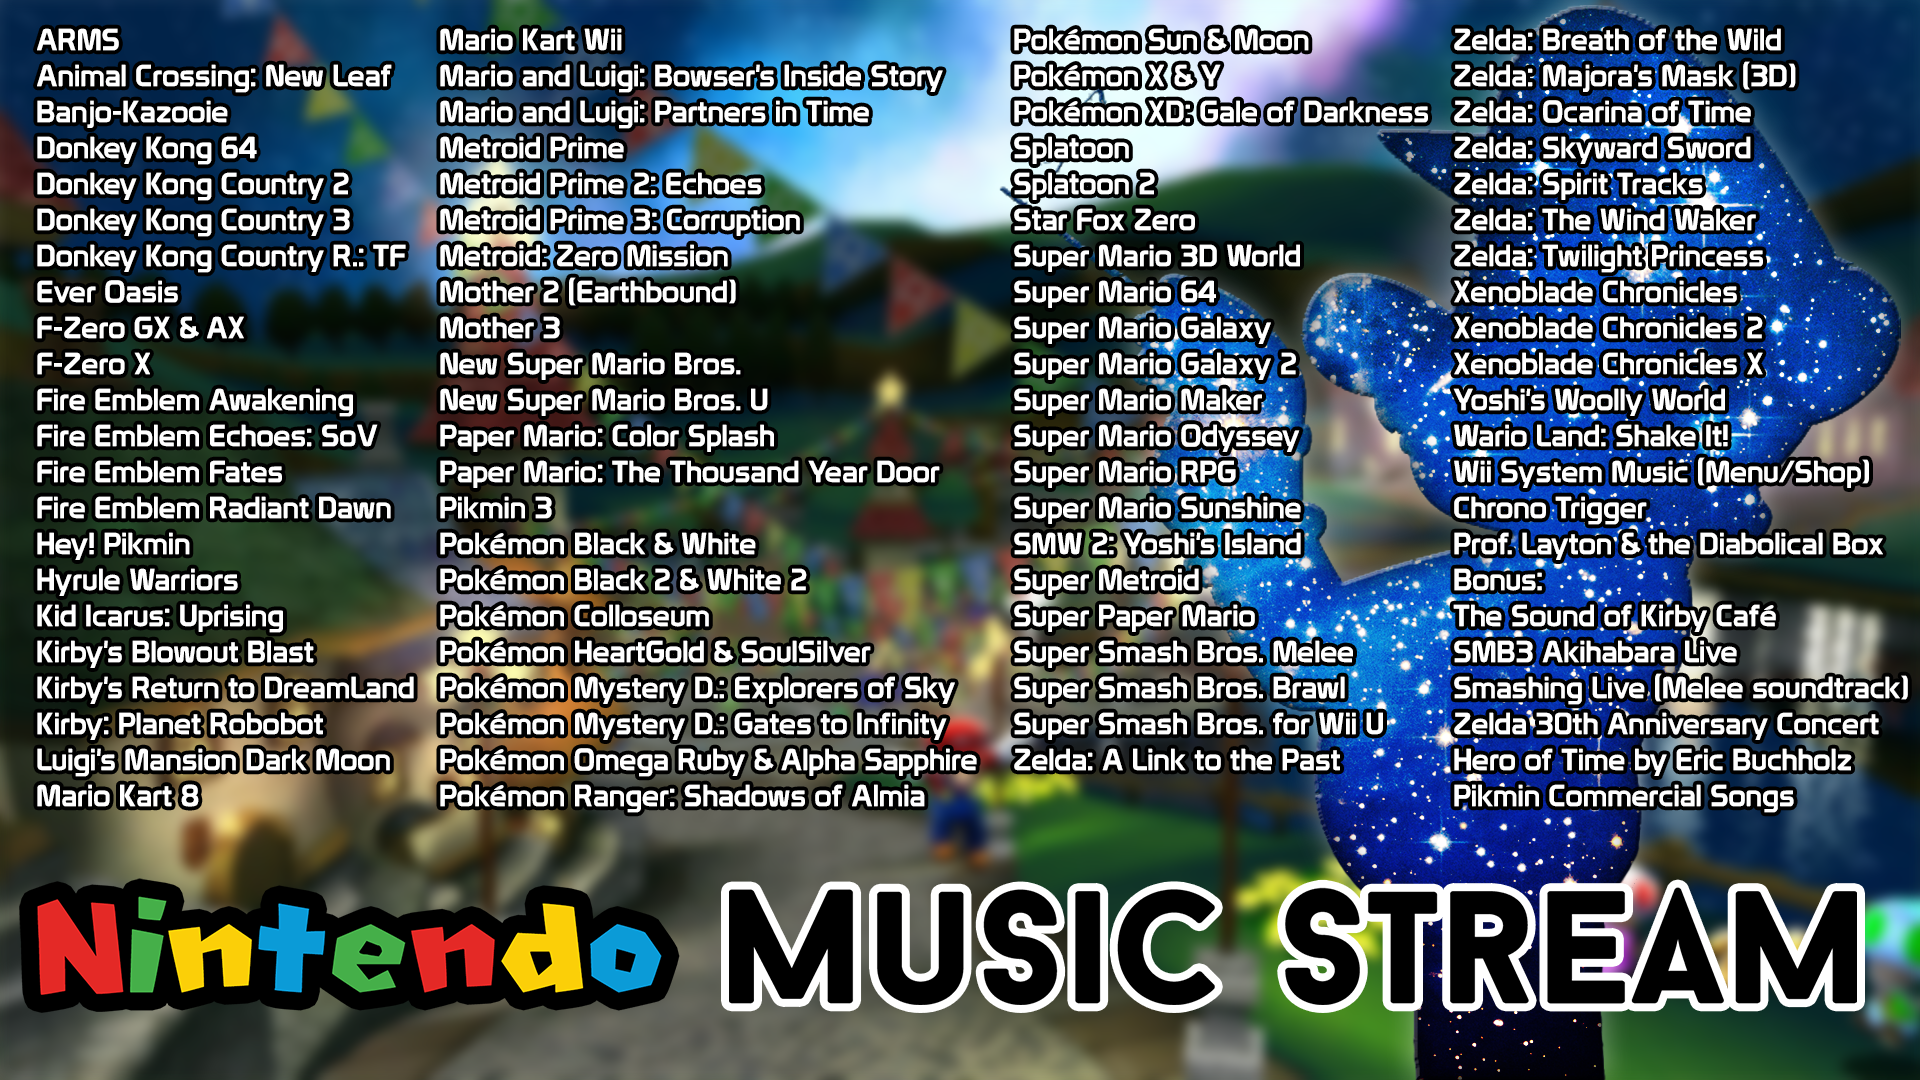 ARMS
Animal Crossing: New Leaf
Banjo-Kazooie
Donkey Kong 64
Donkey Kong Country 2
Donkey Kong Country 3
Donkey Kong Country R.: TF
Ever Oasis
F-Zero GX & AX
F-Zero X
Fire Emblem Awakening
Fire Emblem Echoes: SoV
Fire Emblem Fates
Fire Emblem Radiant Dawn
Hey! Pikmin
Hyrule Warriors
Kid Icarus: Uprising
Kirby's Blowout Blast
Kirby's Return to DreamLand
Kirby: Planet Robobot
Luigi's Mansion Dark Moon
Mario Kart 8
Mario Kart Wii
Mario and Luigi: Bowser's Inside Story
Mario and Luigi: Partners in Time
Metroid Prime
Metroid Prime 2: Echoes
Metroid Prime 3: Corruption
Metroid: Zero Mission
Mother 2 (Earthbound)
Mother 3
New Super Mario Bros.
New Super Mario Bros. U
Paper Mario: Color Splash
Paper Mario: The Thousand Year Door
Pikmin 3
Pokémon Black & White
Pokémon Black 2 & White 2
Pokémon Colloseum
Pokémon HeartGold & SoulSilver
Pokémon Mystery D.: Explorers of Sky
Pokémon Mystery D.: Gates to Infinity
Pokémon Omega Ruby & Alpha Sapphire
Pokémon Ranger: Shadows of Almia
Pokémon Sun & Moon
Pokémon X & Y
Pokémon XD: Gale of Darkness
Splatoon
Splatoon 2
Star Fox Zero
Super Mario 3D World
Super Mario 64
Super Mario Galaxy
Super Mario Galaxy 2
Super Mario Maker
Super Mario Odyssey
Super Mario RPG
Super Mario Sunshine
SMW 2: Yoshi's Island
Super Metroid
Super Paper Mario
Super Smash Bros. Melee
Super Smash Bros. Brawl
Super Smash Bros. for Wii U
Zelda: A Link to the Past
Zelda: Breath of the Wild
Zelda: Majora's Mask (3D)
Zelda: Ocarina of Time
Zelda: Skyward Sword
Zelda: Spirit Tracks
Zelda: The Wind Waker
Zelda: Twilight Princess
Xenoblade Chronicles
Xenoblade Chronicles 2
Xenoblade Chronicles X
Yoshi's Woolly World
Wario Land: Shake It!
Wii System Music (Menu/Shop)
Chrono Trigger
Prof. Layton & the Diabolical Box
Bonus:
The Sound of Kirby Café
SMB3 Akihabara Live
Smashing Live (Melee soundtrack)
Zelda 30th Anniversary Concert
Hero of Time by Eric Buchholz
Pikmin Commercial Songs
Nintendo MUSIC STREAM